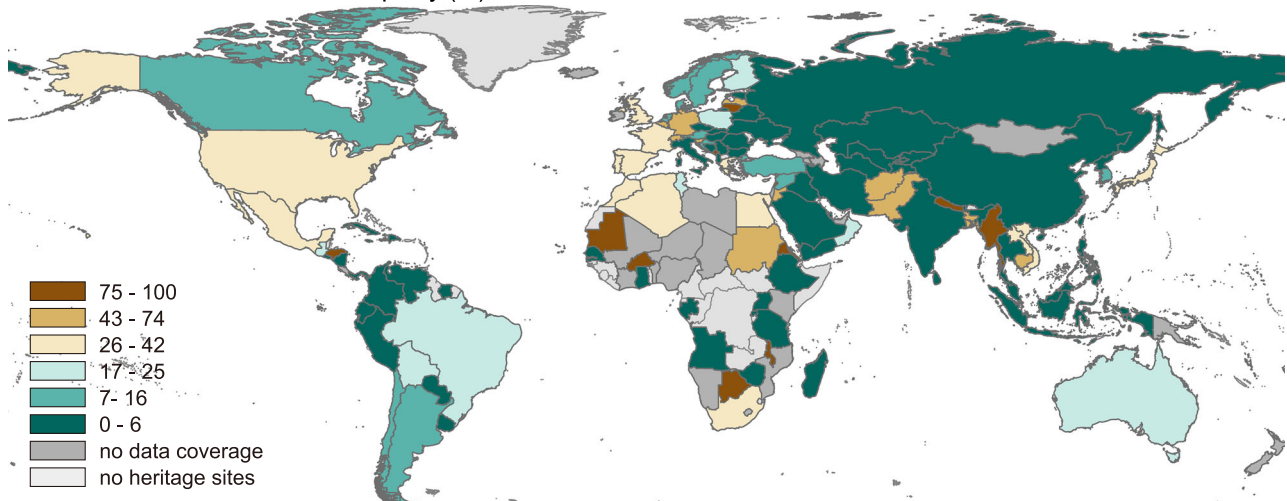 75 - 100
43 - 74
26 - 42
17 - 25
7- 16
0 - 6
no data coverage
no heritage sites